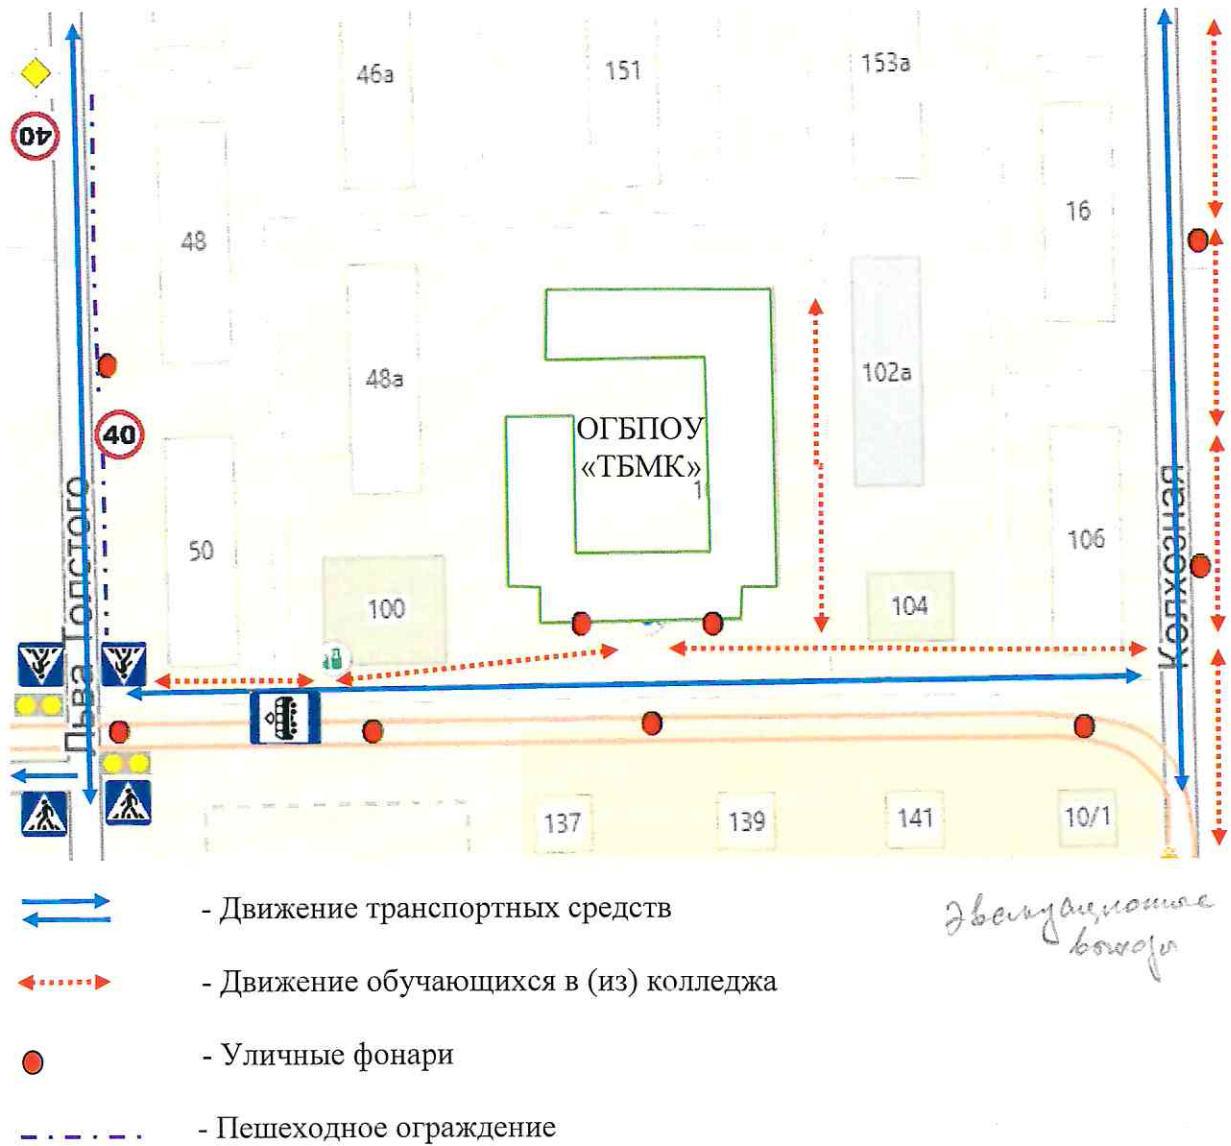 46а
151
153а
40
48
16
48а
102а
ОГБПОУ
«ТБМК»
1
40
Льва Толстого
50
106
Колхозная
100
104
137
139
141
10/1
- Движение транспортных средств
Эвакуационные
выходы
- Движение обучающихся в (из) колледжа
- Уличные фонари
- Пешеходное ограждение